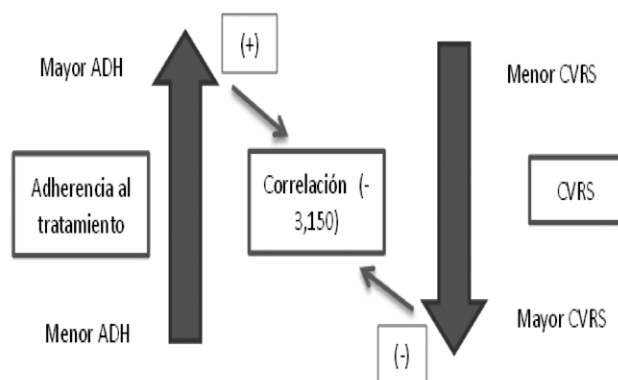 (+)
Mayor ADH
Menor CVRS
Adherencia al
tratamiento
Correlación (-
3,150)
CVRS
Menor ADH
Mayor CVRS
(-)